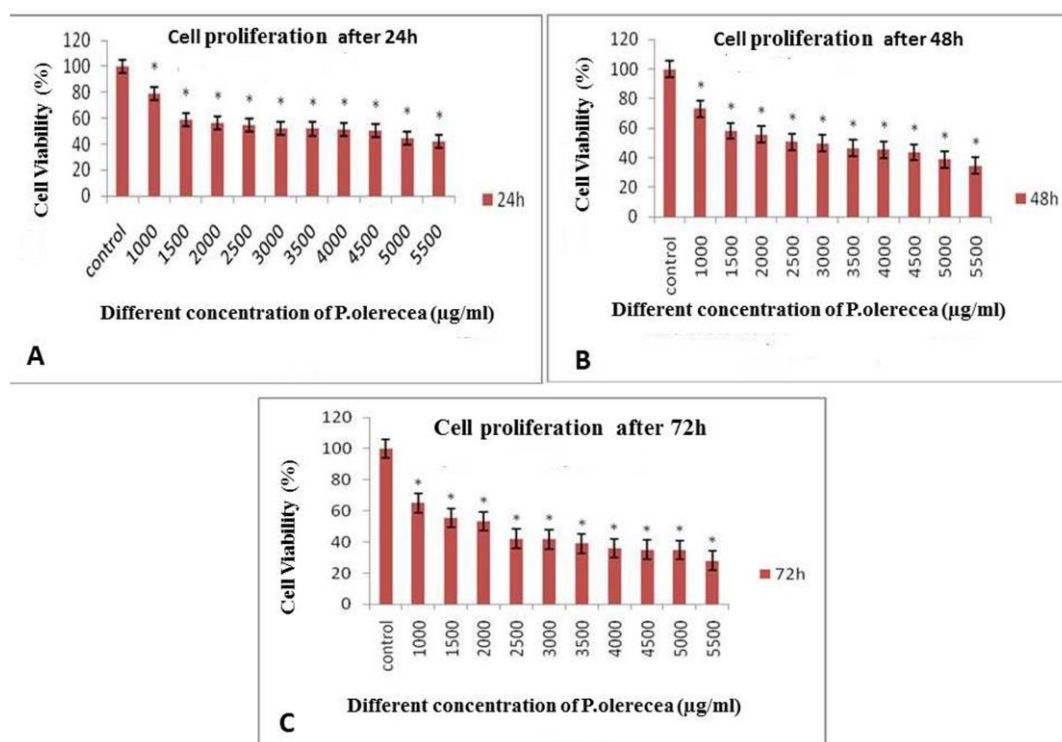 Cell proliferation after 24h
120
100
80
60
40
20
0
Cell Viability (%)
control
1000
1500
2000
2500
3000
3500
4000
4500
5000
5500
24h
Different concentration of P.olerecea (µg/ml)
A
Cell proliferation after 48h
120
100
80
60
40
20
0
Cell Viability (%)
control
1000
1500
2000
2500
3000
3500
4000
4500
5000
5500
48h
Different concentration of P.olerecea (µg/ml)
B
Cell proliferation after 72h
120
100
80
60
40
20
0
Cell Viability (%)
control
1000
1500
2000
2500
3000
3500
4000
4500
5000
5500
72h
Different concentration of P.olerecea (µg/ml)
C